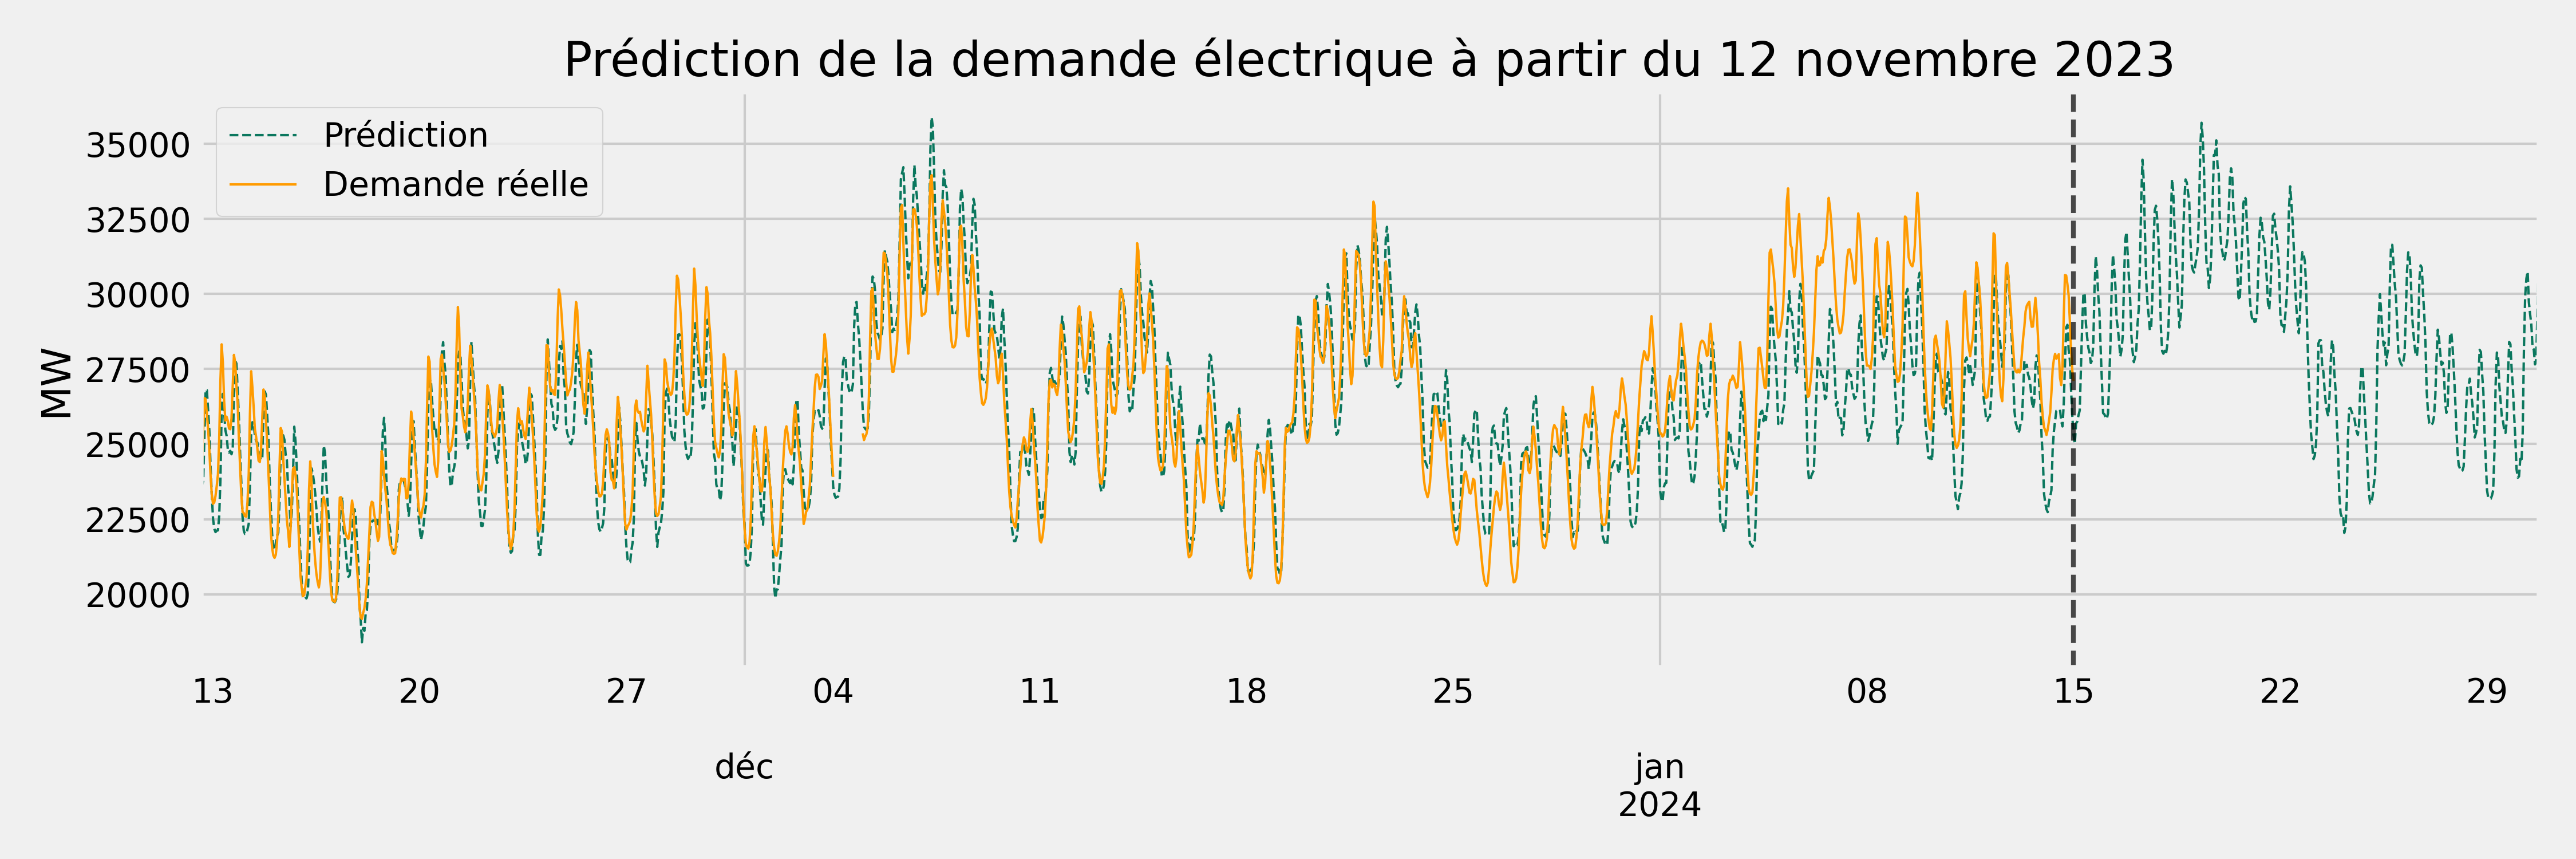 Prédiction de la demande électrique à partir du 12 novembre 2023
Prédiction
Demande réelle
MW
35000
32500
30000
27500
25000
22500
20000
13 20 27 04 11 18 25 08 15 22 29
déc jan
2024